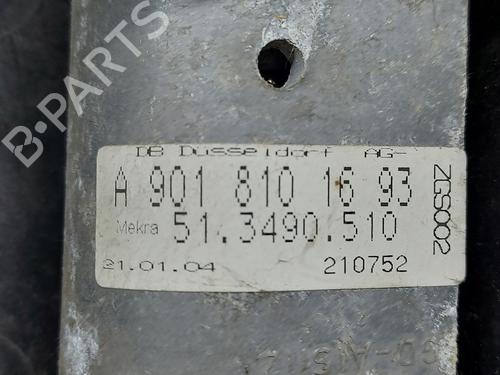 B-PARTS
DB Dusseldorf AG-
A 901 810 16 93
ZGS002
Mekra 51.3490.510
21.01.04 210752